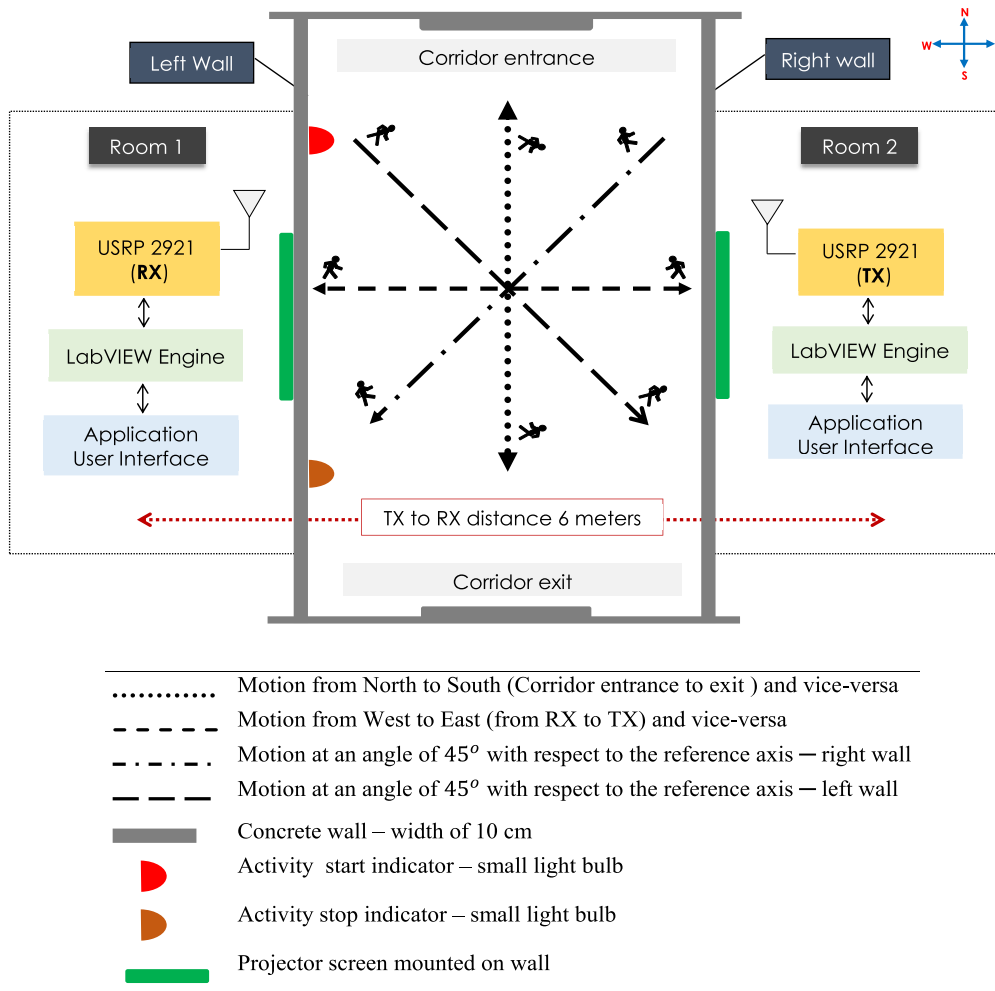 N
W
S
Corridor entrance
Left Wall
Right wall
Room 1
Room 2
USRP 2921
(RX)
USRP 2921
(TX)
LabVIEW Engine
LabVIEW Engine
Application
User Interface
Application
User Interface
TX to RX distance 6 meters
Corridor exit
Motion from North to South (Corridor entrance to exit ) and vice-versa
Motion from West to East (from RX to TX) and vice-versa
Motion at an angle of 45° with respect to the reference axis – right wall
Motion at an angle of 45° with respect to the reference axis – left wall
Concrete wall – width of 10 cm
Activity start indicator – small light bulb
Activity stop indicator – small light bulb
Projector screen mounted on wall